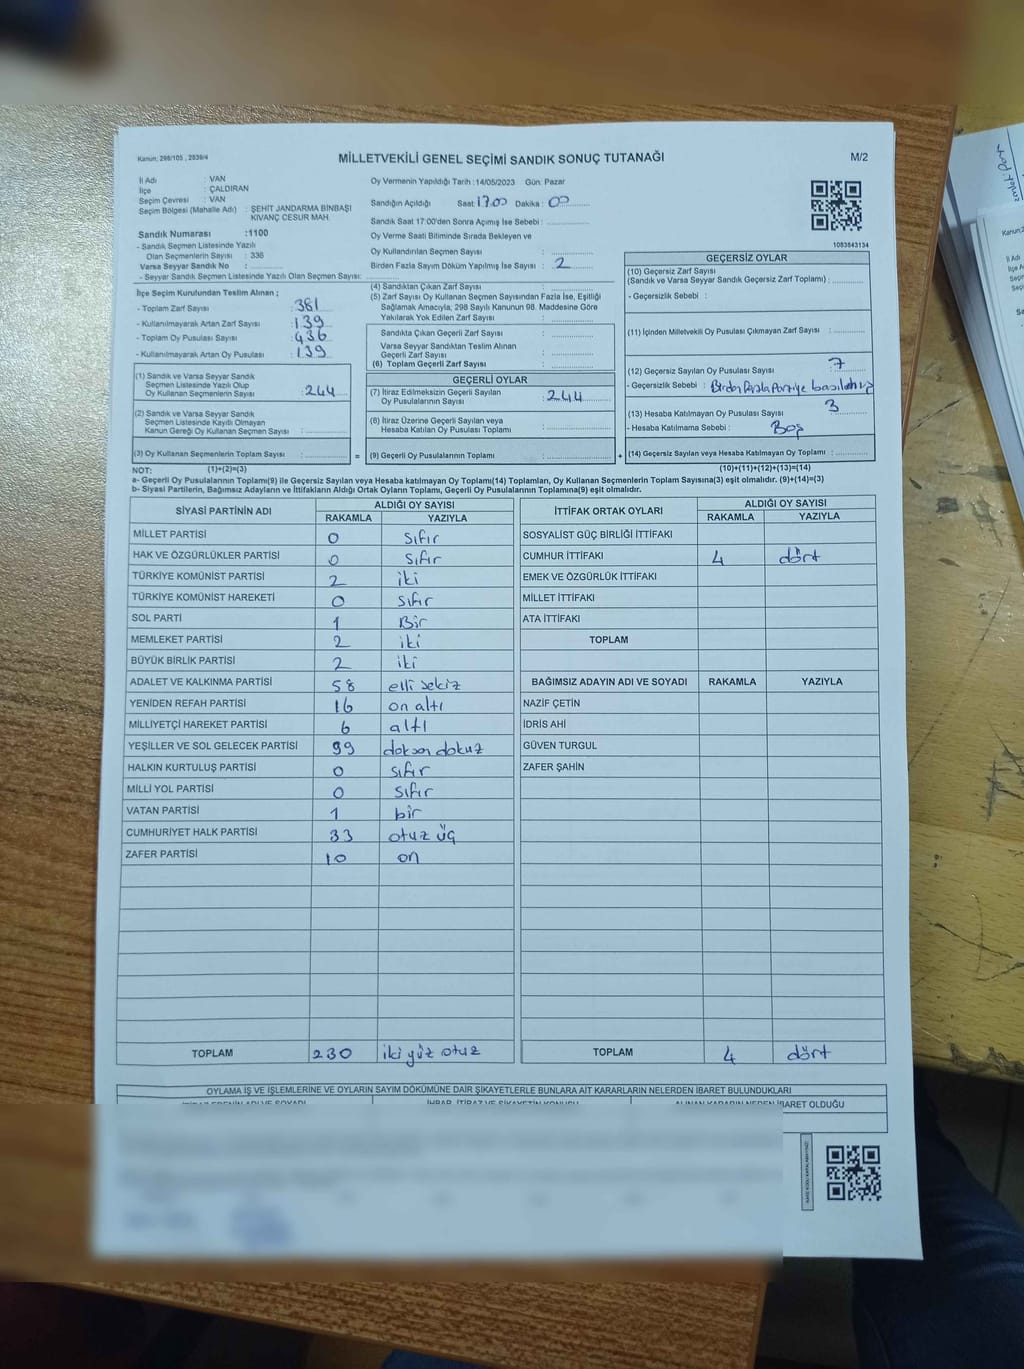 Kanun; 298/105 , 2839/4
MİLLETVEKİLİ GENEL SEÇİMİ SANDIK SONUÇ TUTANAĞI
M/2
İl Adı : VAN
İlçe : ÇALDIRAN
Seçim Çevresi : VAN
Seçim Bölgesi (Mahalle Adı) : ŞEHİT JANDARMA BİNBAŞI
KIVANÇ CESUR MAH.
Sandık Numarası :1100
- Sandık Seçmen Listesinde Yazılı
Olan Seçmenlerin Sayısı : 336
Varsa Seyyar Sandık No :
- Seyyar Sandık Seçmen Listesinde Yazılı Olan Seçmen Sayısı:
Oy Vermenin Yapıldığı Tarih :14/05/2023 Gün: Pazar
Sandığın Açıldığı Saat: 17.00 Dakika : 00
Sandık Saat 17:00'den Sonra Açımış İse Sebebi :
Oy Verme Saati Bitiminde Sırada Bekleyen ve
Oy Kullandırılan Seçmen Sayısı :
Birden Fazla Sayım Döküm Yapılmış İse Sayısı : 2
1083643134
İlçe Seçim Kurulundan Teslim Alınan ;
- Toplam Zarf Sayısı : 381
- Kullanılmayarak Artan Zarf Sayısı : 139
- Toplam Oy Pusulası Sayısı : 436
- Kullanılmayarak Artan Oy Pusulası : 139
(1) Sandık ve Varsa Seyyar Sandık
Seçmen Listesinde Yazılı Olup
Oy Kullanan Seçmenlerin Sayısı : 244
(2) Sandık ve Varsa Seyyar Sandık
Seçmen Listesinde Kayıtlı Olmayan
Kanun Gereği Oy Kullanan Seçmen Sayısı :
(3) Oy Kullanan Seçmenlerin Toplam Sayısı :
(4) Sandıktan Çıkan Zarf Sayısı :
(5) Zarf Sayısı Oy Kullanan Seçmen Sayısından Fazla İse, Eşitliği
Sağlamak Amacıyla, 298 Sayılı Kanunun 98. Maddesine Göre
Yakılarak Yok Edilen Zarf Sayısı :
Sandıkta Çıkan Geçerli Zarf Sayısı :
Varsa Seyyar Sandıktan Teslim Alınan
Geçerli Zarf Sayısı :
(6) Toplam Geçerli Zarf Sayısı :
GEÇERLİ OYLAR
(7) İtiraz Edilmeksizin Geçerli Sayılan
Oy Pusulalarının Sayısı : 244
(8) İtiraz Üzerine Geçerli Sayılan veya
Hesaba Katılan Oy Pusulası Toplamı :
= (9) Geçerli Oy Pusulalarının Toplamı :
GEÇERSİZ OYLAR
(10) Geçersiz Zarf Sayısı
(Sandık ve Varsa Seyyar Sandık Geçersiz Zarf Toplamı) :
- Geçersizlik Sebebi :
(11) İçinden Milletvekili Oy Pusulası Çıkmayan Zarf Sayısı :
(12) Geçersiz Sayılan Oy Pusulası Sayısı : 7
- Geçersizlik Sebebi : Birden fazla Partiye basılahış
(13) Hesaba Katılmayan Oy Pusulası Sayısı : 3
- Hesaba Katılmama Sebebi : Boş
+ (14) Geçersiz Sayılan veya Hesaba Katılmayan Oy Toplamı :
NOT: (1)+(2)=(3) (10)+(11)+(12)+(13)=(14)
a- Geçerli Oy Pusulalarının Toplamı(9) ile Geçersiz Sayılan veya Hesaba katılmayan Oy Toplamı(14) Toplamları, Oy Kullanan Seçmenlerin Toplam Sayısına(3) eşit olmalıdır. (9)+(14)=(3)
b- Siyasi Partilerin, Bağımsız Adayların ve İttifakların Aldığı Ortak Oyların Toplamı, Geçerli Oy Pusulalarının Toplamına(9) eşit olmalıdır.
SİYASİ PARTİNİN ADI ALDIĞI OY SAYISI
RAKAMLA YAZIYLA
MİLLET PARTİSİ 0 sıfır
HAK VE ÖZGÜRLÜKLER PARTİSİ 0 sıfır
TÜRKİYE KOMÜNİST PARTİSİ 2 iki
TÜRKİYE KOMÜNİST HAREKETİ 0 sıfır
SOL PARTİ 1 Bir
MEMLEKET PARTİSİ 2 iki
BÜYÜK BİRLİK PARTİSİ 2 iki
ADALET VE KALKINMA PARTİSİ 58 elli sekiz
YENİDEN REFAH PARTİSİ 16 on altı
MİLLİYETÇİ HAREKET PARTİSİ 6 altı
YEŞİLLER VE SOL GELECEK PARTİSİ 99 doksan dokuz
HALKIN KURTULUŞ PARTİSİ 0 sıfır
MİLLİ YOL PARTİSİ 0 sıfır
VATAN PARTİSİ 1 bir
CUMHURİYET HALK PARTİSİ 33 otuz üç
ZAFER PARTİSİ 10 on
TOPLAM 230 iki yüz otuz
İTTİFAK ORTAK OYLARI ALDIĞI OY SAYISI
RAKAMLA YAZIYLA
SOSYALİST GÜÇ BİRLİĞİ İTTİFAKI
CUMHUR İTTİFAKI 4 dört
EMEK VE ÖZGÜRLÜK İTTİFAKI
MİLLET İTTİFAKI
ATA İTTİFAKI
TOPLAM
BAĞIMSIZ ADAYIN ADI VE SOYADI RAKAMLA YAZIYLA
NAZİF ÇETİN
İDRİS AHİ
GÜVEN TURGUL
ZAFER ŞAHİN
TOPLAM 4 dört
OYLAMA İŞ VE İŞLEMLERİNE VE OYLARIN SAYIM DÖKÜMÜNE DAİR ŞİKAYETLERLE BUNLARA AİT KARARLARIN NELERDEN İBARET BULUNDUKLARI
ALINAN KARARIN NEDEN İBARET OLDUĞU